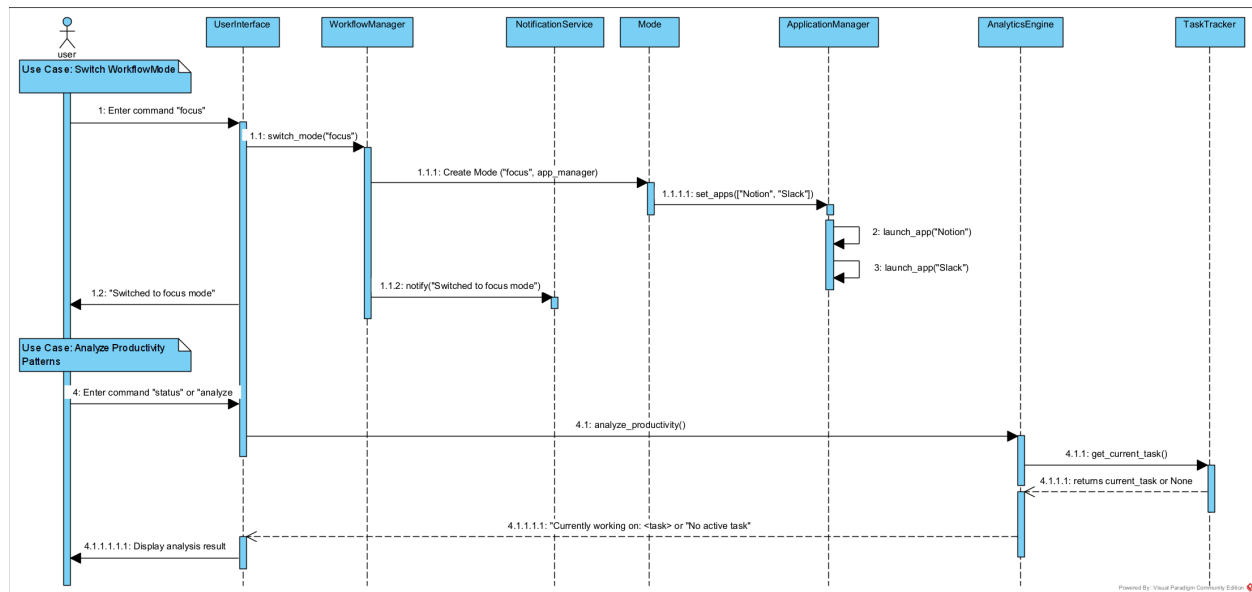 UserInterface
WorkflowManager
NotificationService
Mode
ApplicationManager
AnalyticsEngine
TaskTracker
user
Use Case: Switch WorkflowMode
1: Enter command "focus"
1.1: switch_mode("focus")
1.1.1: Create Mode ("focus", app_manager)
1.1.1.1: set_apps(["Notion", "Slack"])
2: launch_app("Notion")
3: launch_app("Slack")
1.1.2: notify("Switched to focus mode")
1.2: "Switched to focus mode"
Use Case: Analyze Productivity
Patterns
4: Enter command "status" or "analyze
4.1: analyze_productivity()
4.1.1: get_current_task()
4.1.1.1: returns current_task or None
4.1.1.1.1: "Currently working on: <task> or "No active task"
4.1.1.1.1.1: Display analysis result
Powered By: Visual Paradigm Community Edition